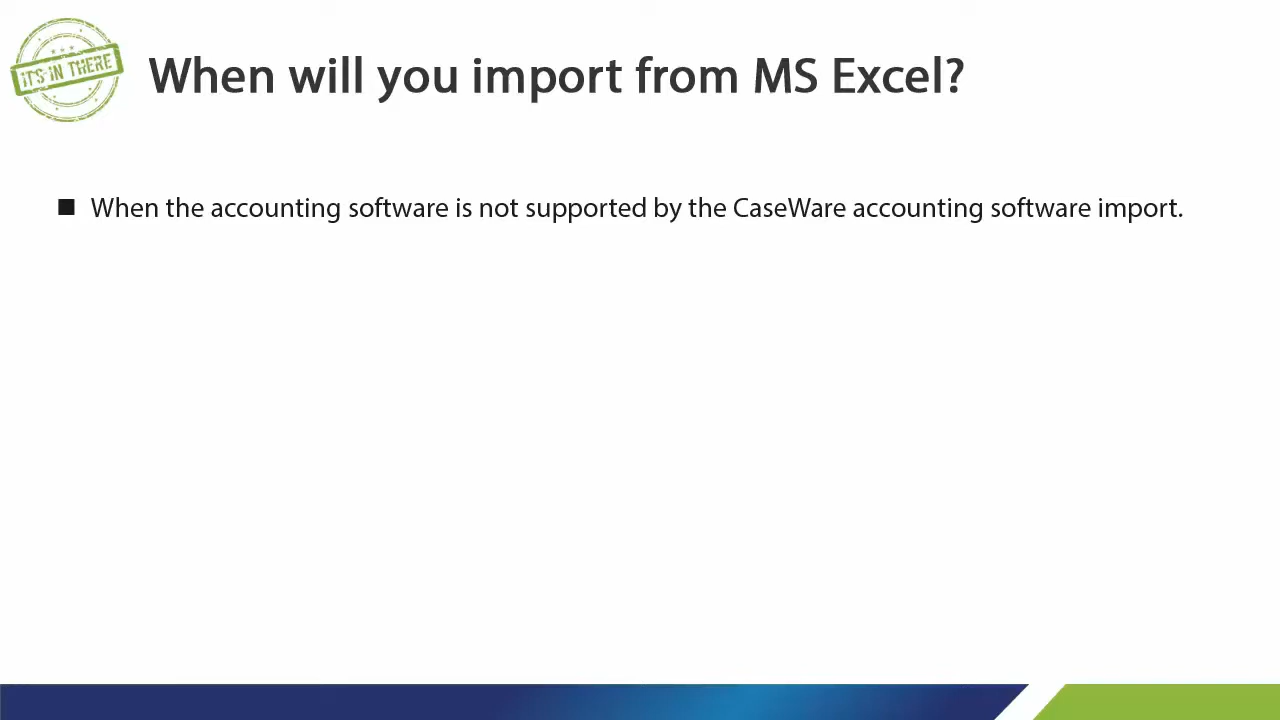 IT'S IN THERE
When will you import from MS Excel?
When the accounting software is not supported by the CaseWare accounting software import.